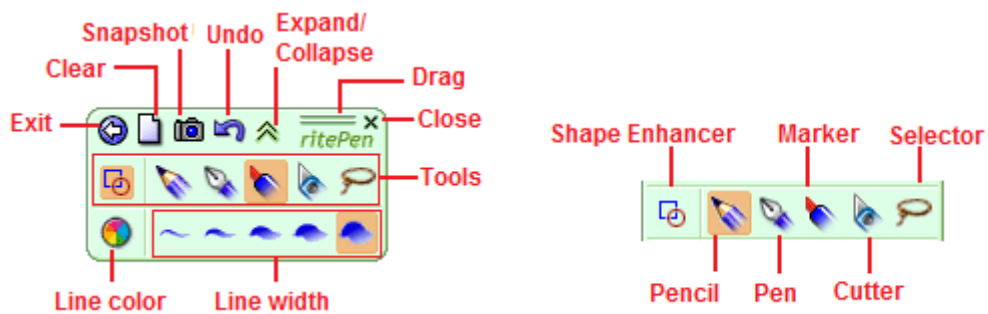 Snapshot Undo Expand/
Collapse
Clear
Drag
Exit
Close
ritePen
Tools
Line color
Line width
Shape Enhancer
Marker
Selector
Pencil
Pen
Cutter